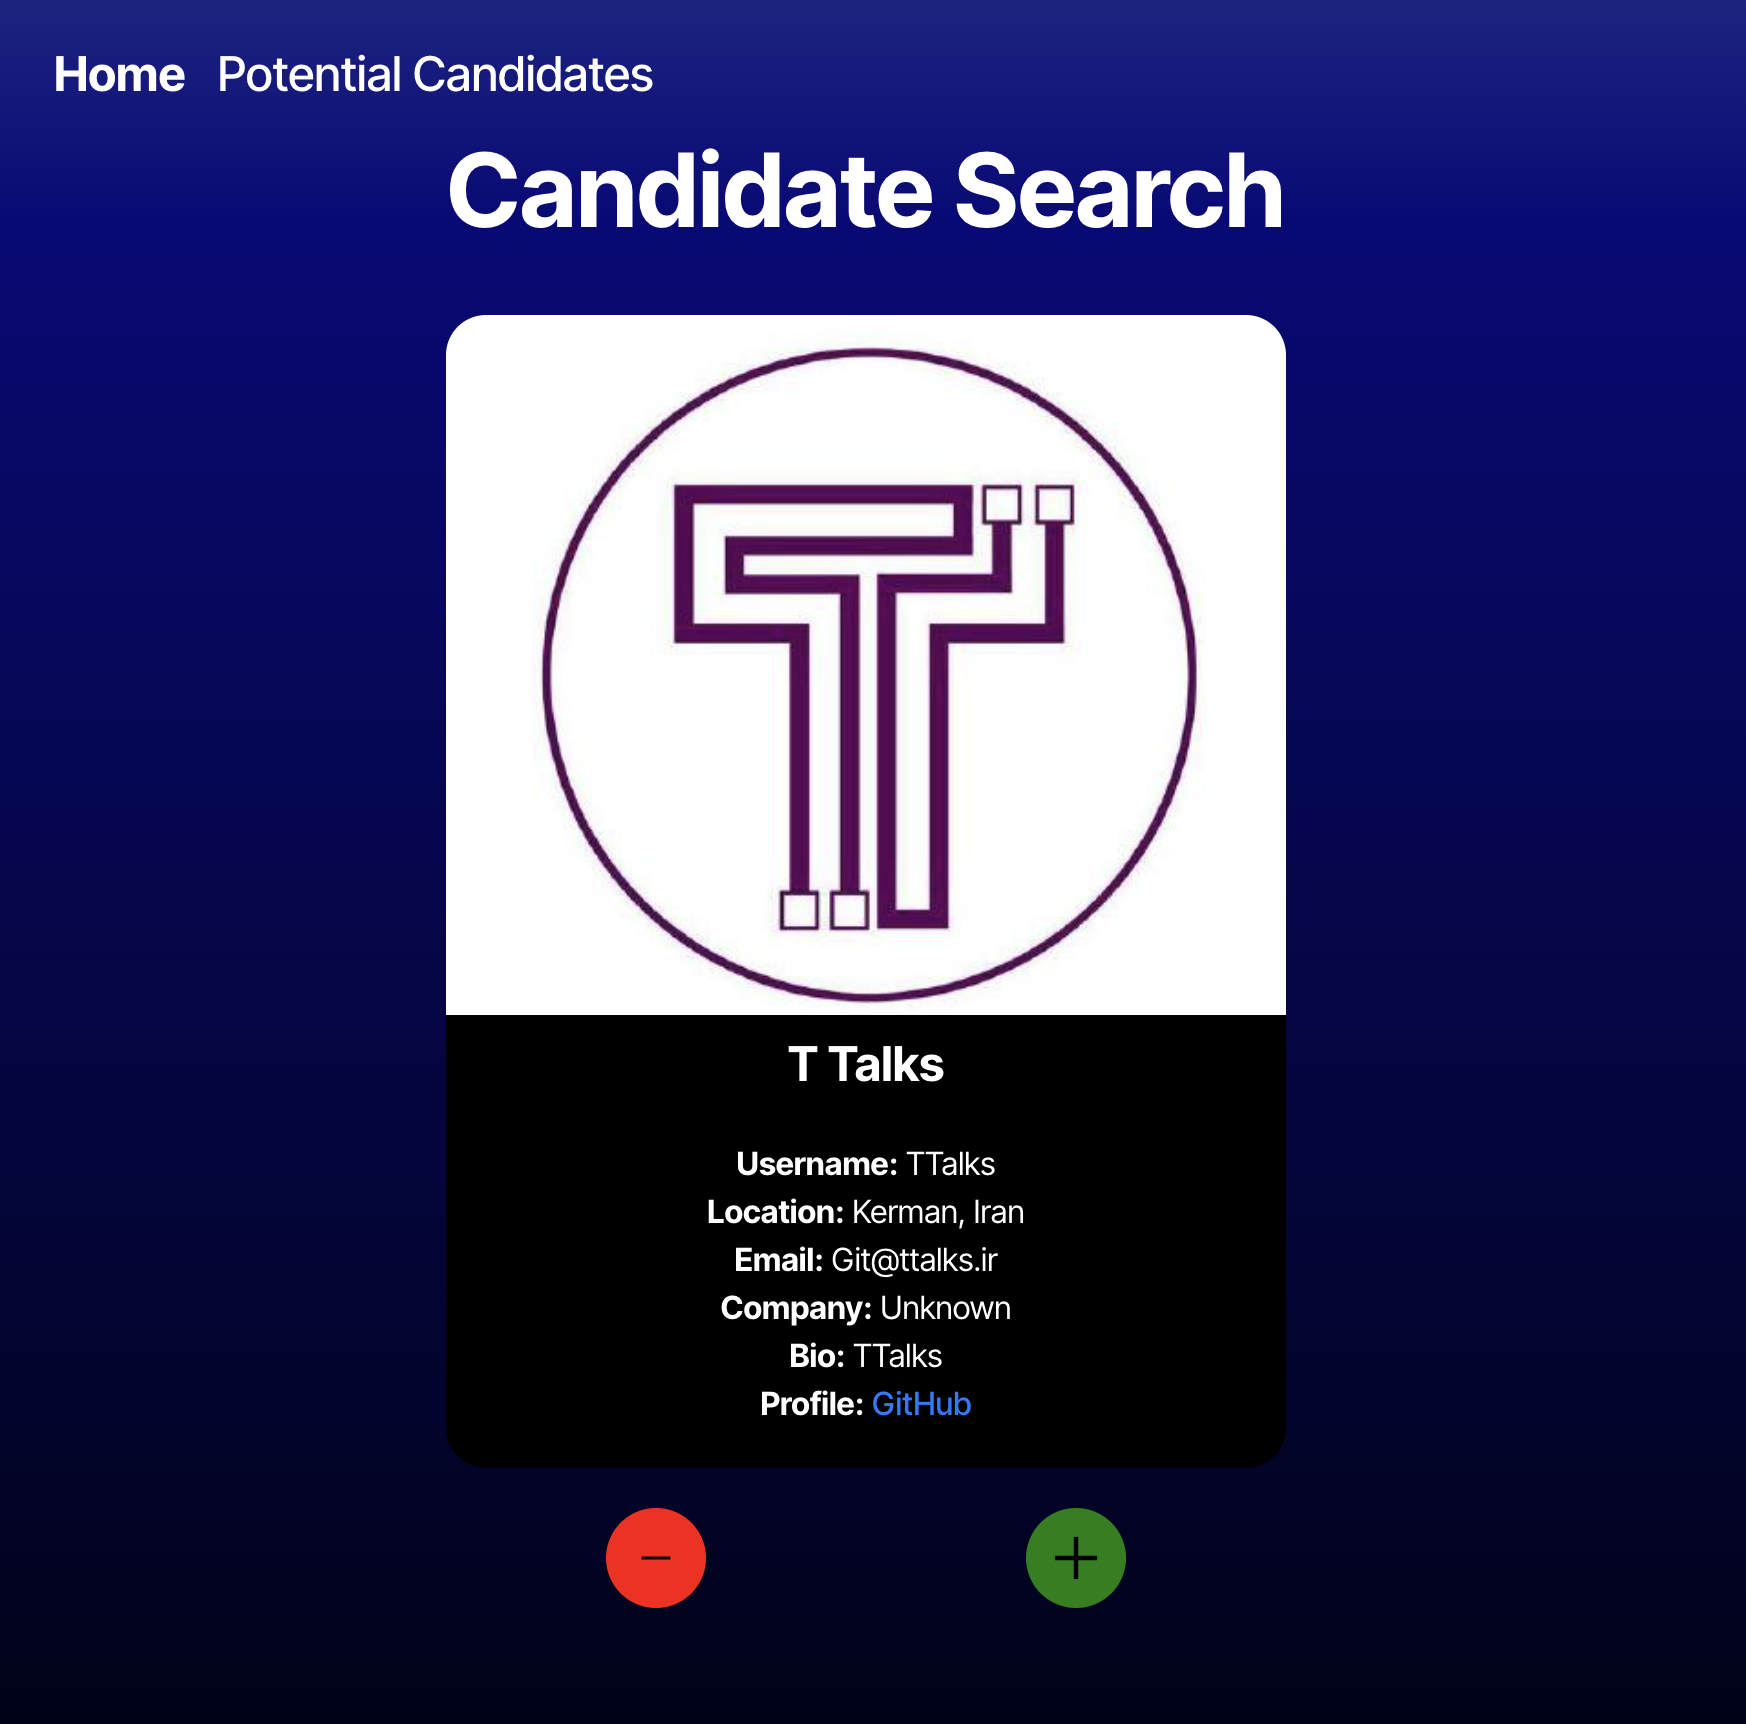 Home Potential Candidates
Candidate Search
T Talks
Username: TTalks
Location: Kerman, Iran
Email: Git@ttalks.ir
Company: Unknown
Bio: TTalks
Profile: GitHub